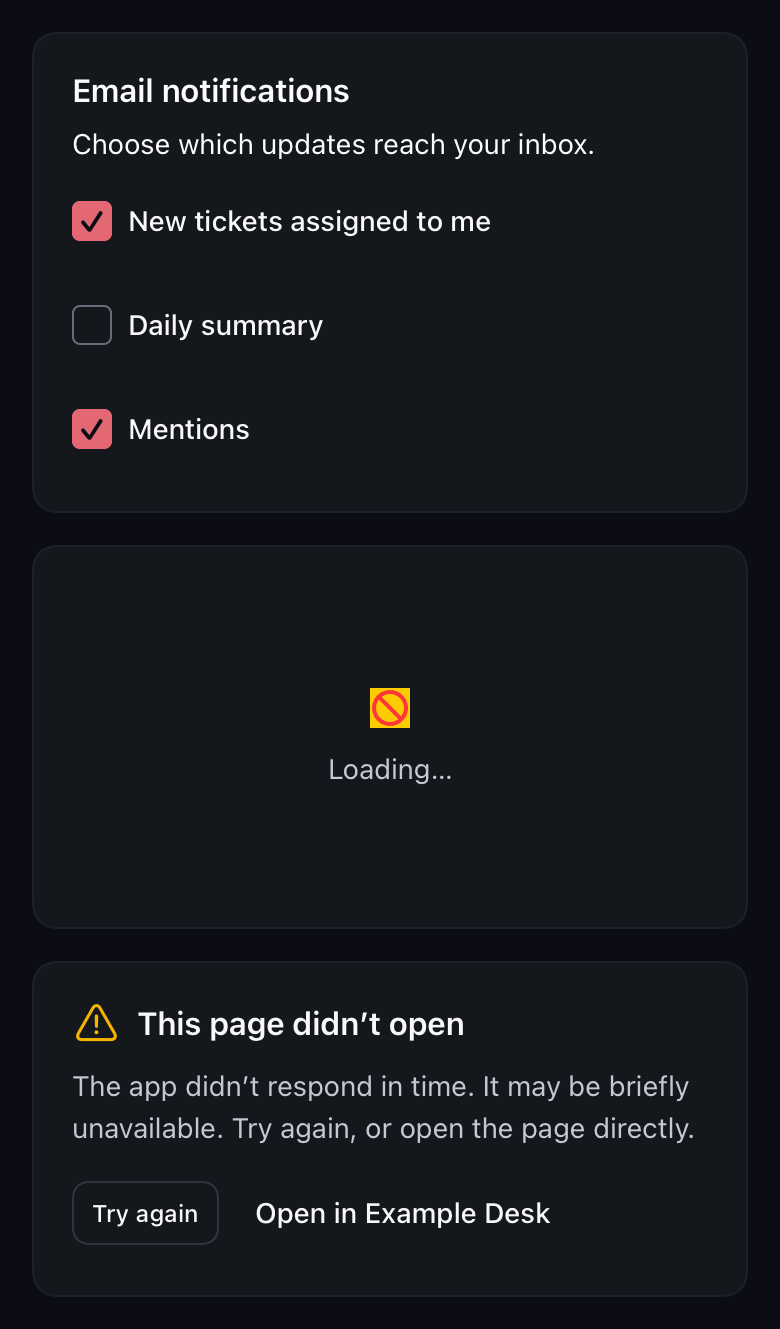 Email notifications
Choose which updates reach your inbox.
New tickets assigned to me
Daily summary
Mentions
Loading…
This page didn’t open
The app didn’t respond in time. It may be briefly
unavailable. Try again, or open the page directly.
Try again
Open in Example Desk